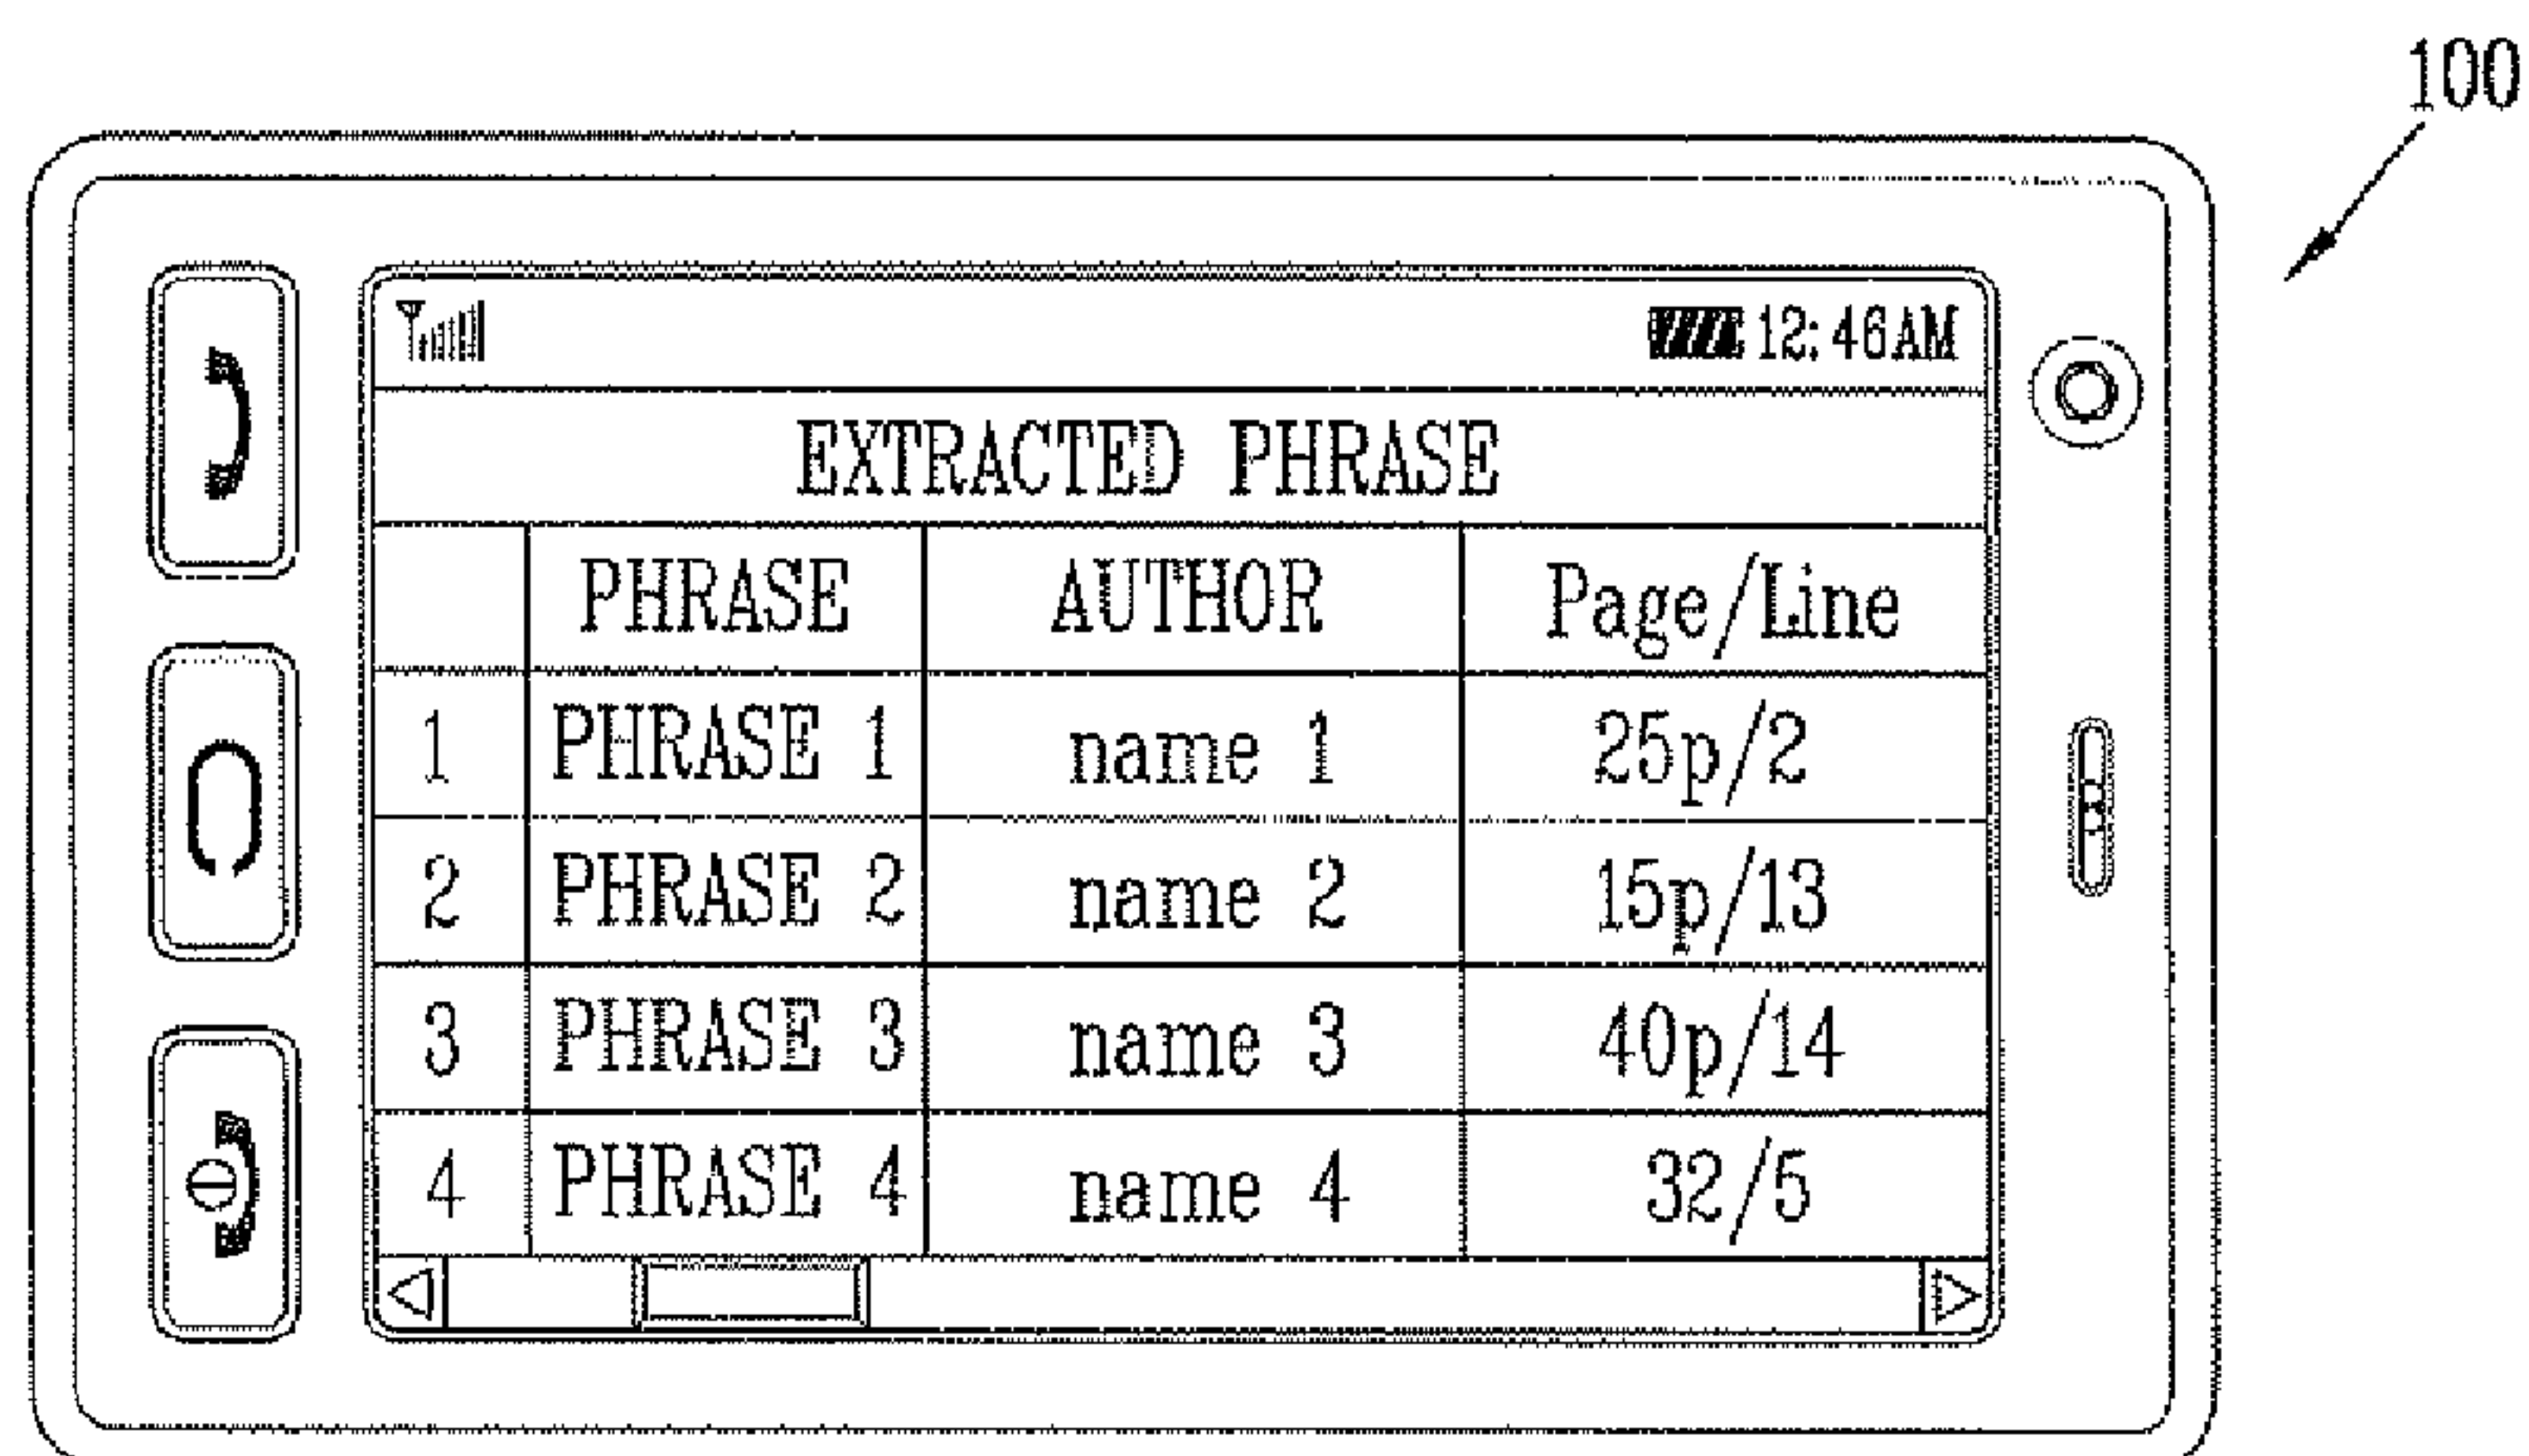 100
12:46AM
EXTRACTED PHRASE
PHRASE AUTHOR Page/Line
1 PHRASE 1 name 1 25p/2
2 PHRASE 2 name 2 15p/13
3 PHRASE 3 name 3 40p/14
4 PHRASE 4 name 4 32/5